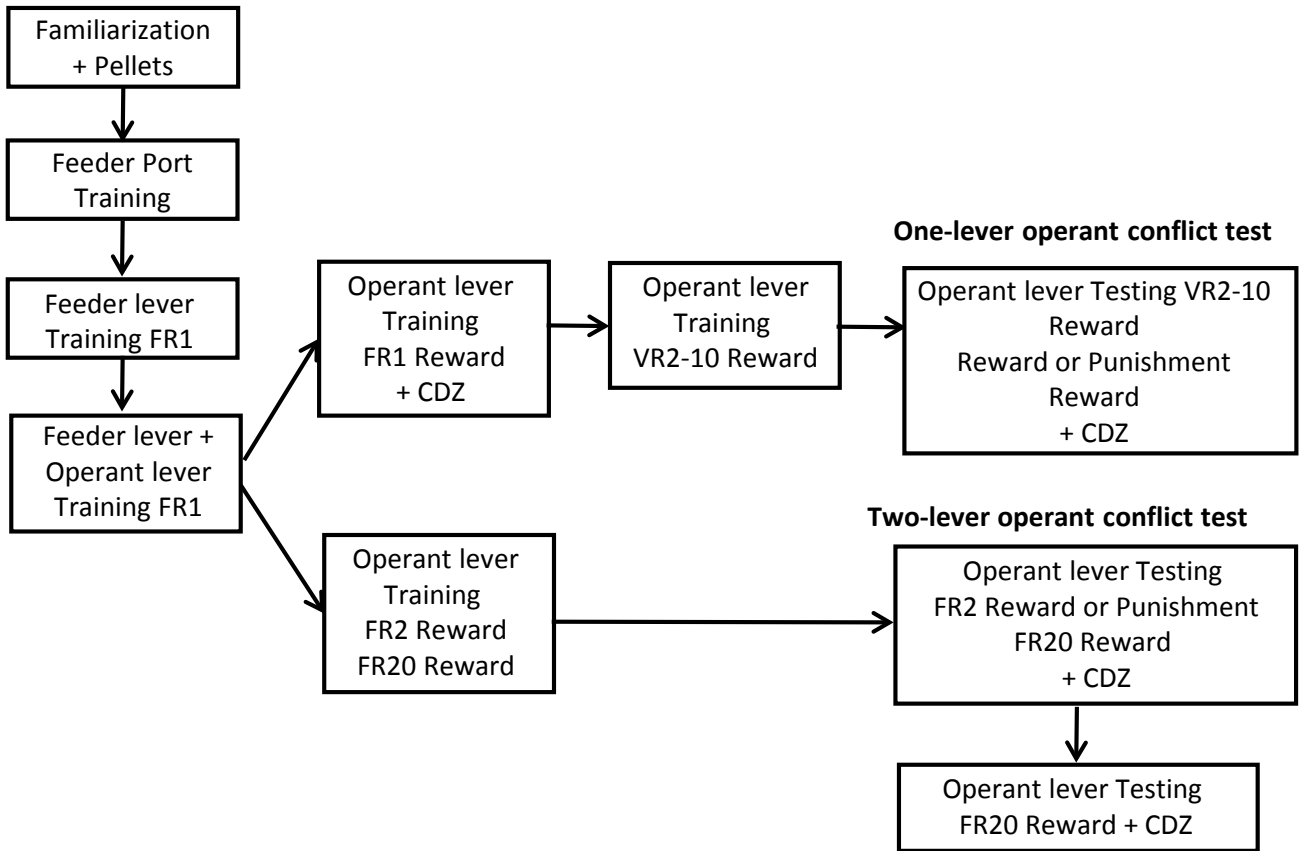 Familiarization
+ Pellets
Feeder Port
Training
Feeder lever
Training FR1
Feeder lever +
Operant lever
Training FR1
Operant lever
Training
FR1 Reward
+ CDZ
Operant lever
Training
VR2-10 Reward
One-lever operant conflict test
Operant lever Testing VR2-10
Reward
Reward or Punishment
Reward
+ CDZ
Operant lever
Training
FR2 Reward
FR20 Reward
Two-lever operant conflict test
Operant lever Testing
FR2 Reward or Punishment
FR20 Reward
+ CDZ
Operant lever Testing
FR20 Reward + CDZ